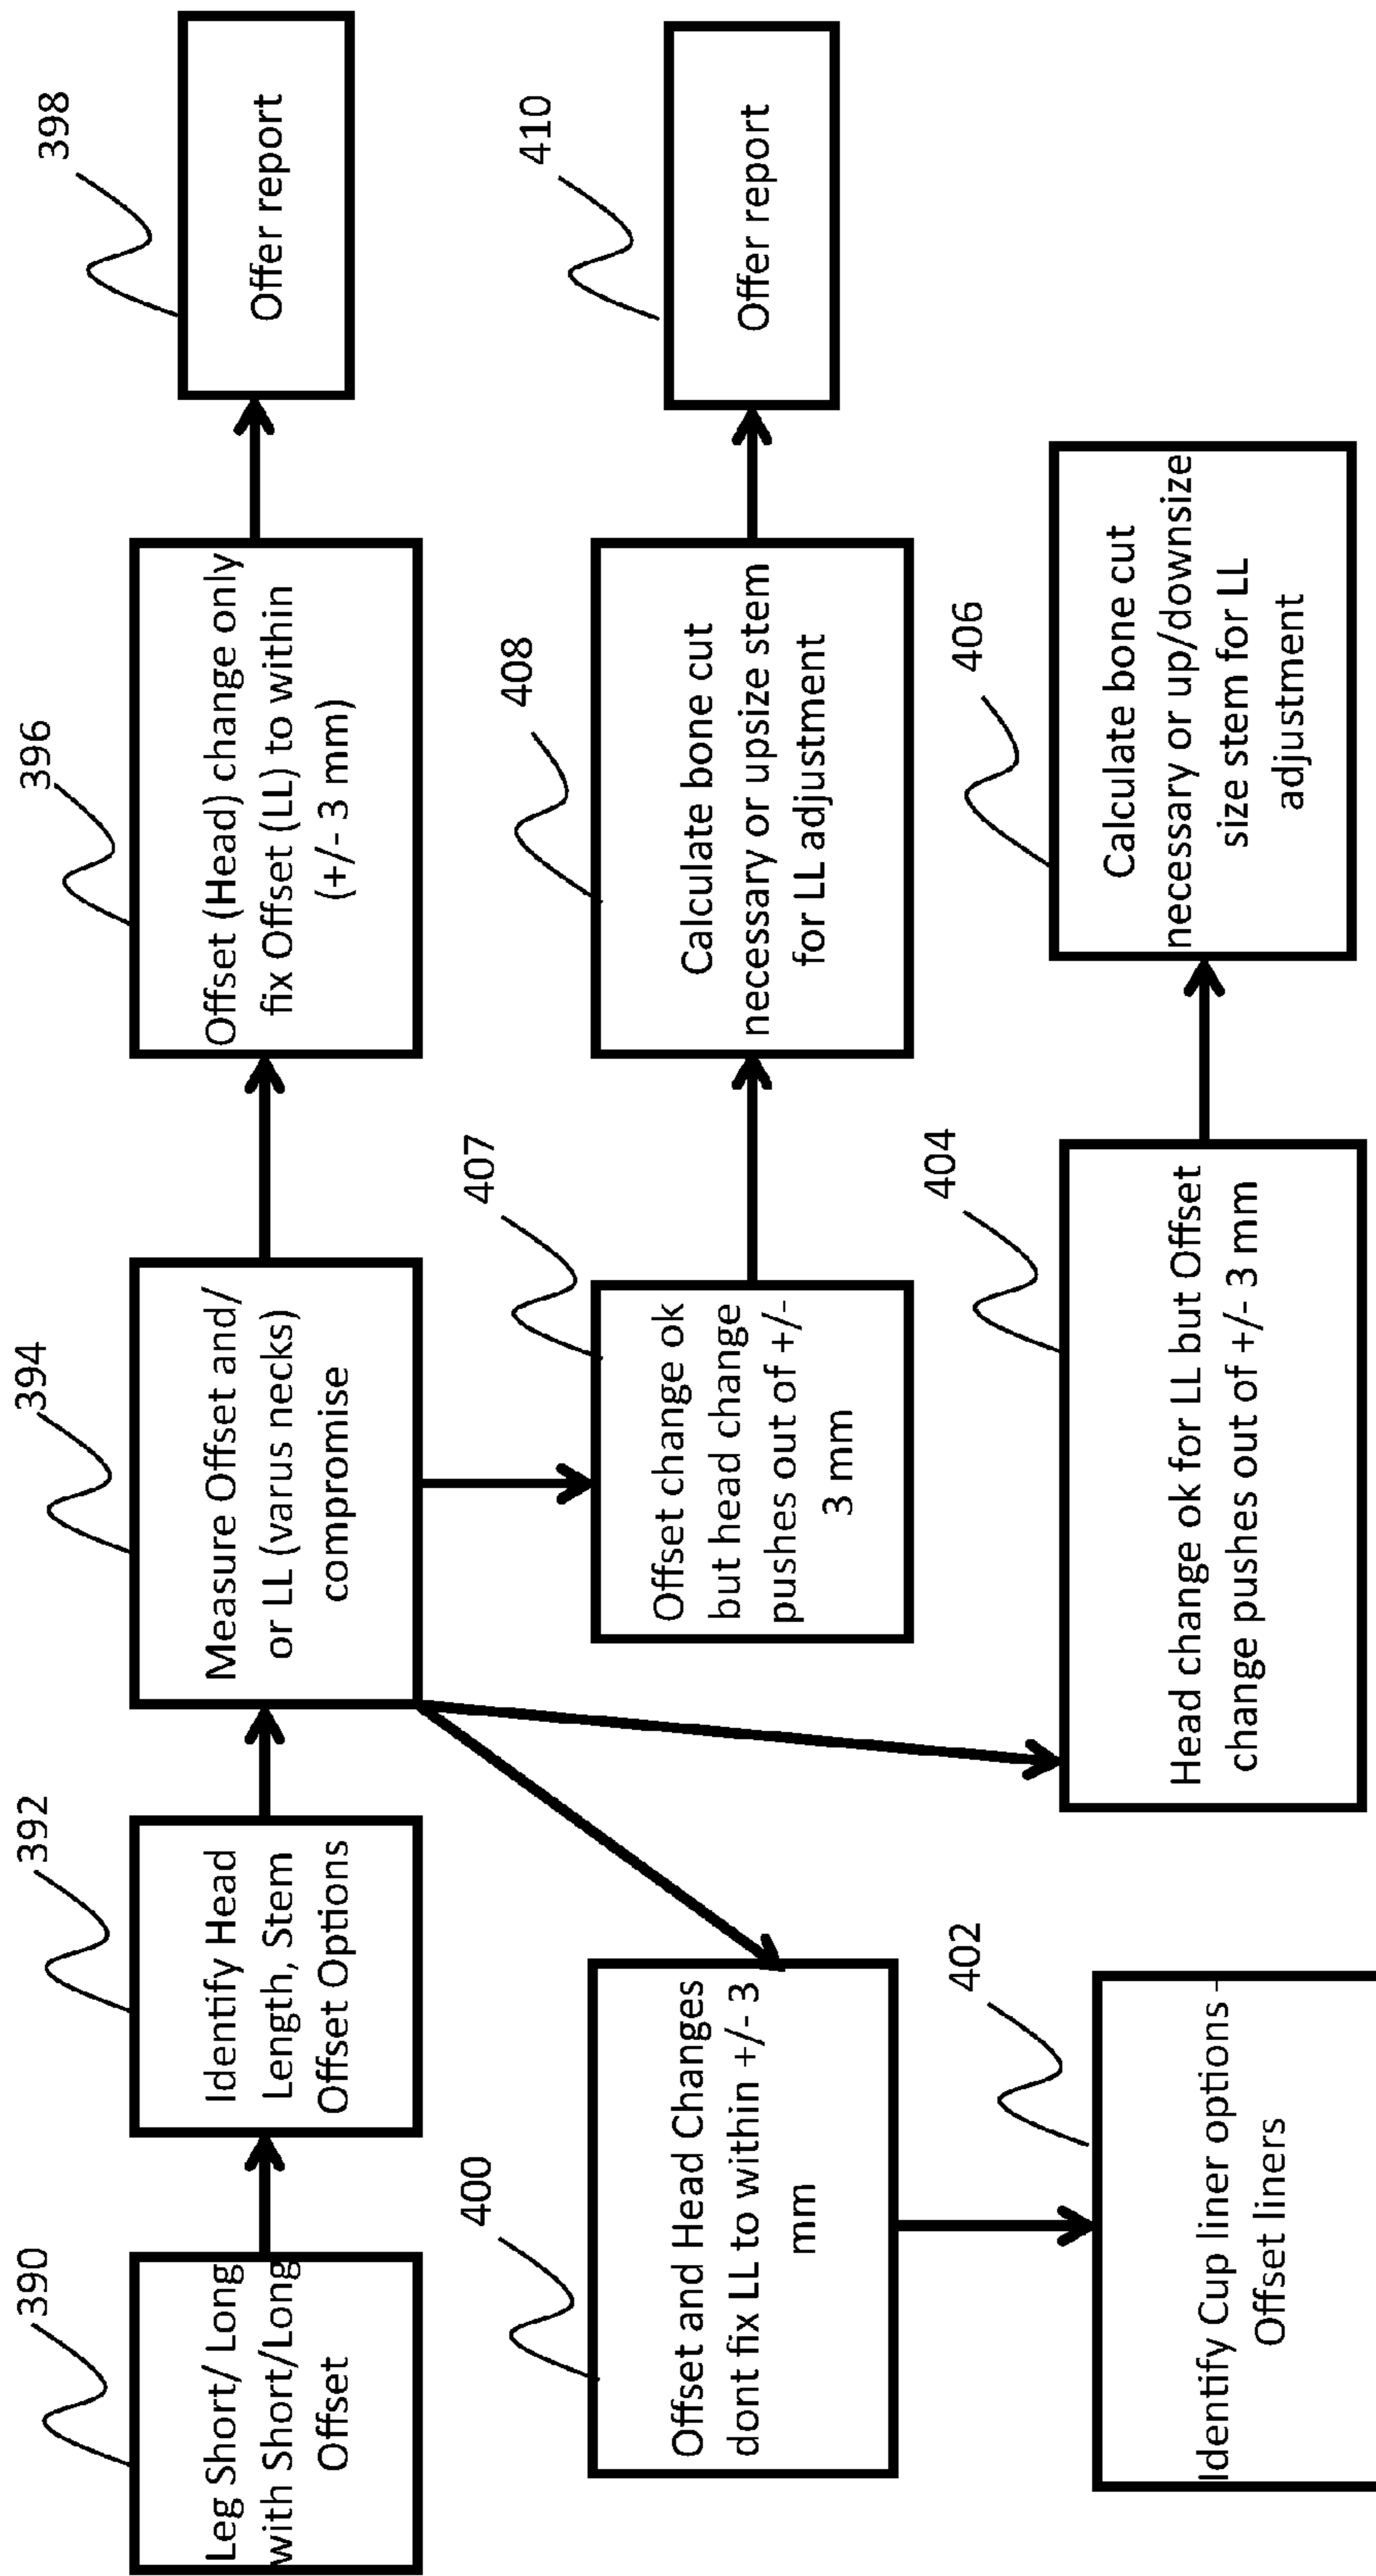 390
Leg Short/ Long
with Short/Long
Offset
392
Identify Head
Length, Stem
Offset Options
394
Measure Offset and/
or LL (varus necks)
compromise
396
Offset (Head) change only
fix Offset (LL) to within
(+/- 3 mm)
398
Offer report
400
Offset and Head Changes
dont fix LL to within +/- 3
mm
407
Offset change ok
but head change
pushes out of +/-
3 mm
408
Calculate bone cut
necessary or upsize stem
for LL adjustment
410
Offer report
402
Identify Cup liner options -
Offset liners
404
Head change ok for LL but Offset
change pushes out of +/- 3 mm
406
Calculate bone cut
necessary or up/downsize
size stem for LL
adjustment